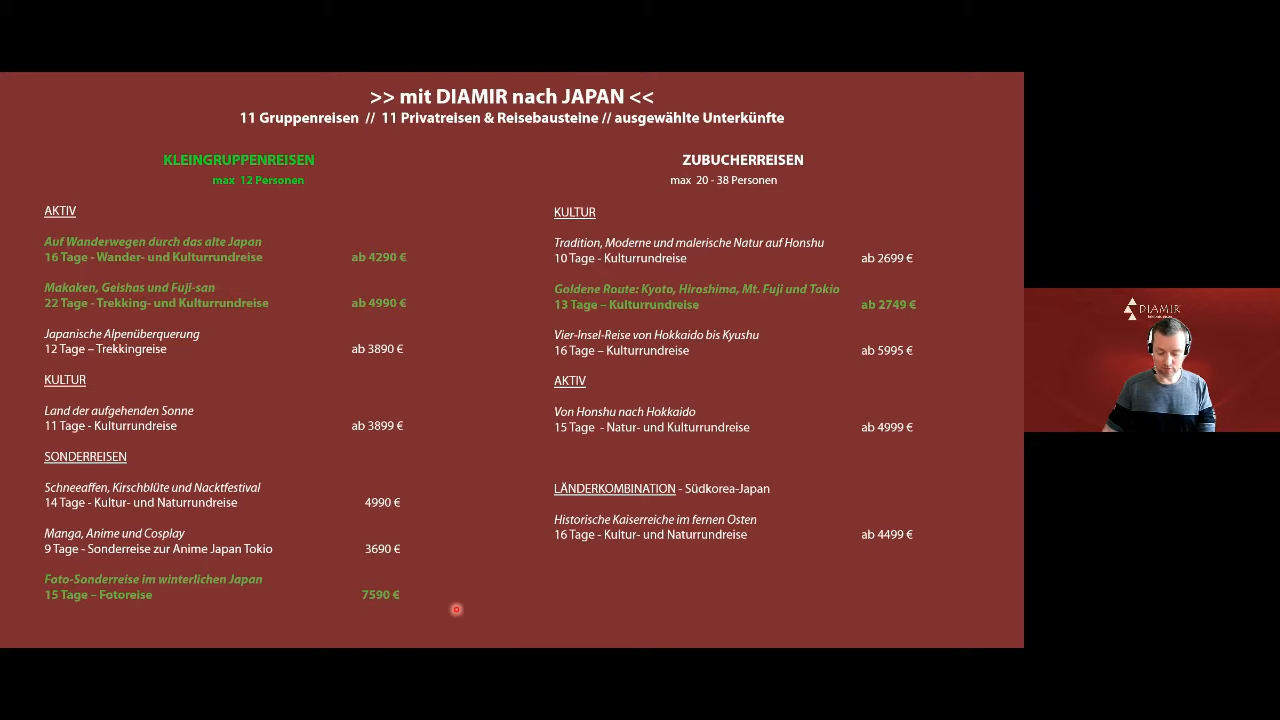 >> mit DIAMIR nach JAPAN <<
11 Gruppenreisen // 11 Privatreisen & Reisebausteine // ausgewählte Unterkünfte
KLEINGRUPPENREISEN
max 12 Personen
AKTIV
Auf Wanderwegen durch das alte Japan
16 Tage - Wander- und Kulturrundreise ab 4290 €
Makaken, Geishas und Fuji-san
22 Tage - Trekking- und Kulturrundreise ab 4990 €
Japanische Alpenüberquerung
12 Tage – Trekkingreise ab 3890 €
KULTUR
Land der aufgehenden Sonne
11 Tage - Kulturrundreise ab 3899 €
SONDERREISEN
Schneeaffen, Kirschblüte und Nacktfestival
14 Tage - Kultur- und Naturrundreise 4990 €
Manga, Anime und Cosplay
9 Tage - Sonderreise zur Anime Japan Tokio 3690 €
Foto-Sonderreise im winterlichen Japan
15 Tage – Fotoreise 7590 €
ZUBUCHERREISEN
max 20 - 38 Personen
KULTUR
Tradition, Moderne und malerische Natur auf Honshu
10 Tage - Kulturrundreise ab 2699 €
Goldene Route: Kyoto, Hiroshima, Mt. Fuji und Tokio
13 Tage – Kulturrundreise ab 2749 €
Vier-Insel-Reise von Hokkaido bis Kyushu
16 Tage – Kulturrundreise ab 5995 €
AKTIV
Von Honshu nach Hokkaido
15 Tage - Natur- und Kulturrundreise ab 4999 €
LÄNDERKOMBINATION - Südkorea-Japan
Historische Kaiserreiche im fernen Osten
16 Tage - Kultur- und Naturrundreise ab 4499 €
DIAMIR